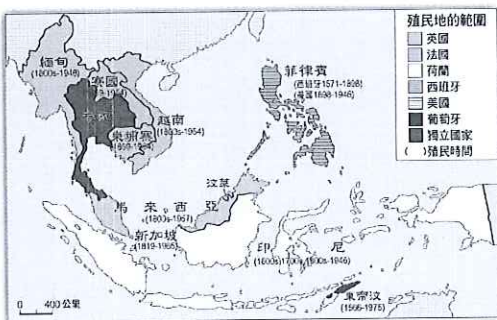 殖民地的範圍
英國
法國
荷蘭
西班牙
美國
葡萄牙
獨立國家
( )殖民時間
緬甸
(1800s-1948)
寮國
越南
柬埔寨
菲律賓
(西班牙1571-1898)
(美國1898-1946)
汶萊
馬來西亞
(1800s-1957)
新加坡
(1819-1965)
印尼
東帝汶
(1566-1975)
0 400公里